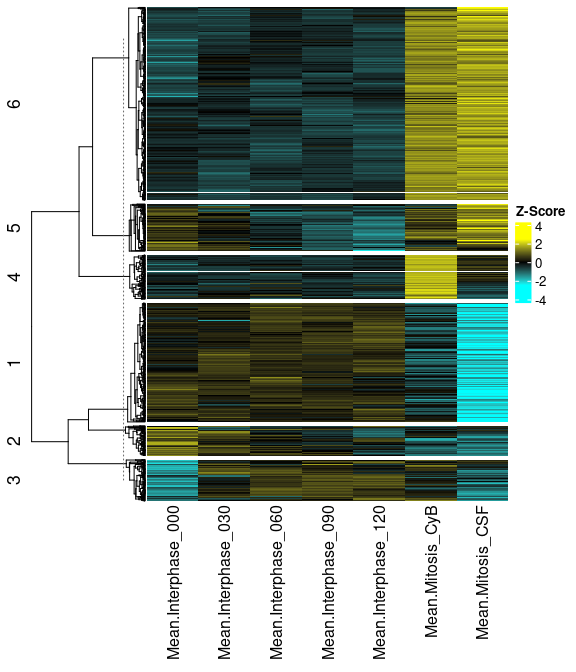 6
5
4
1
2
3
Z-Score
4
2
0
-2
-4
Mean.Interphase_000
Mean.Interphase_030
Mean.Interphase_060
Mean.Interphase_090
Mean.Interphase_120
Mean.Mitosis_CyB
Mean.Mitosis_CSF